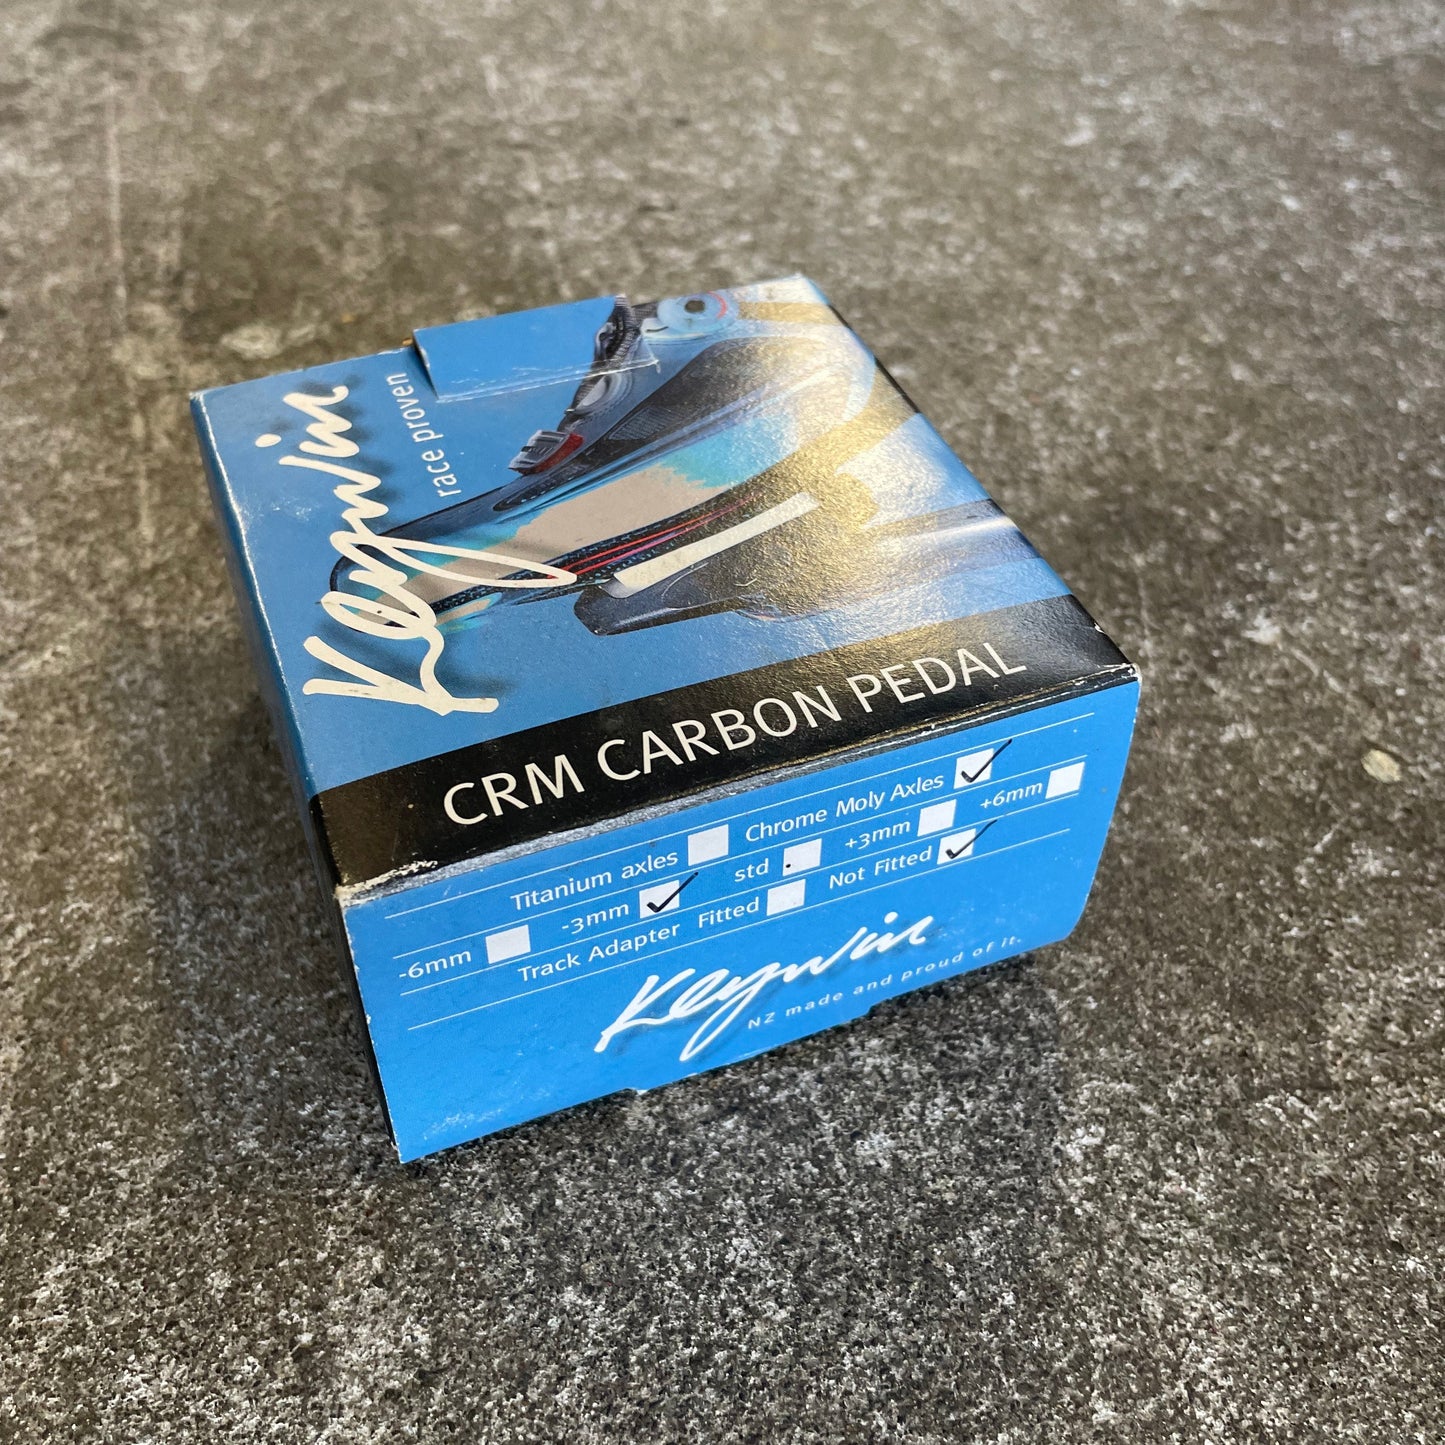 Keywin
race proven
CRM CARBON PEDAL
Titanium axles Chrome Moly Axles
-6mm -3mm std +3mm +6mm
Track Adapter Fitted Not Fitted
Keywin
NZ made and proud of it.